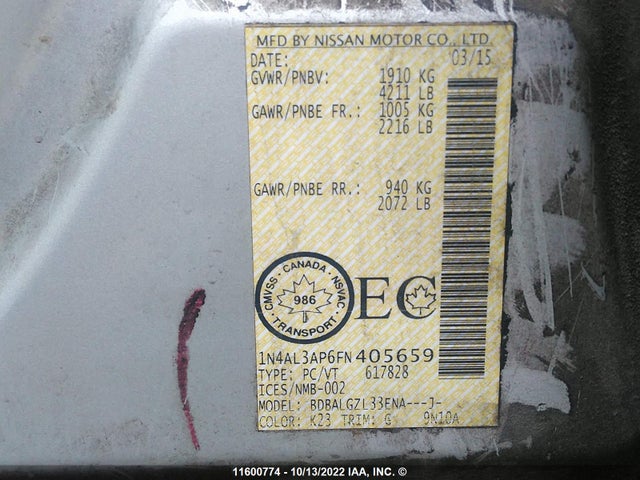 MFD BY NISSAN MOTOR CO., LTD.
DATE: 03/15
GVWR/PNBV: 1910 KG
4211 LB
GAWR/PNBE FR.: 1005 KG
2216 LB
GAWR/PNBE RR.: 940 KG
2072 LB
CMVSS - CANADA - NSVAC
986
TRANSPORT
EC
1N4AL3AP6FN405659
TYPE: PC/VT 617828
ICES/NMB-002
MODEL: BDBALGZL33ENA---J-
COLOR: K23 TRIM: G 9N10A
11600774 - 10/13/2022 IAA, INC. ©